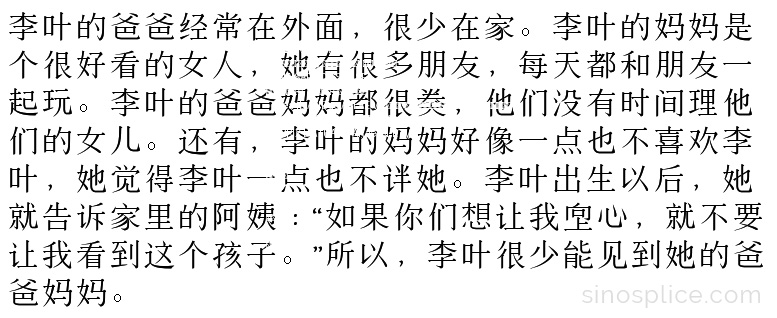 李叶的爸爸经常在外面，很少在家。李叶的妈妈是
个很好看的女人，她有很多朋友，每天都和朋友一
起玩。李叶的爸爸妈妈都很，他们没有时间理他
们的女儿。还有，李叶的妈妈好像一点也不喜欢李
叶，她觉得李叶一点也不她。李叶出生以后，她
就告诉家里的阿姨：“如果你们想让我心，就不要
让我看到这个孩子。”所以，李叶很少能见到她的爸
爸妈妈。
sinosplice.com